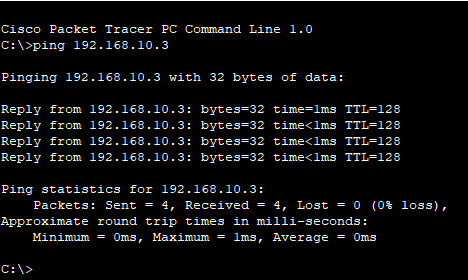 Cisco Packet Tracer PC Command Line 1.0
C:\>ping 192.168.10.3
Pinging 192.168.10.3 with 32 bytes of data:
Reply from 192.168.10.3: bytes=32 time=1ms TTL=128
Reply from 192.168.10.3: bytes=32 time<1ms TTL=128
Reply from 192.168.10.3: bytes=32 time<1ms TTL=128
Reply from 192.168.10.3: bytes=32 time<1ms TTL=128
Ping statistics for 192.168.10.3:
Packets: Sent = 4, Received = 4, Lost = 0 (0% loss),
Approximate round trip times in milli-seconds:
Minimum = 0ms, Maximum = 1ms, Average = 0ms
C:\>